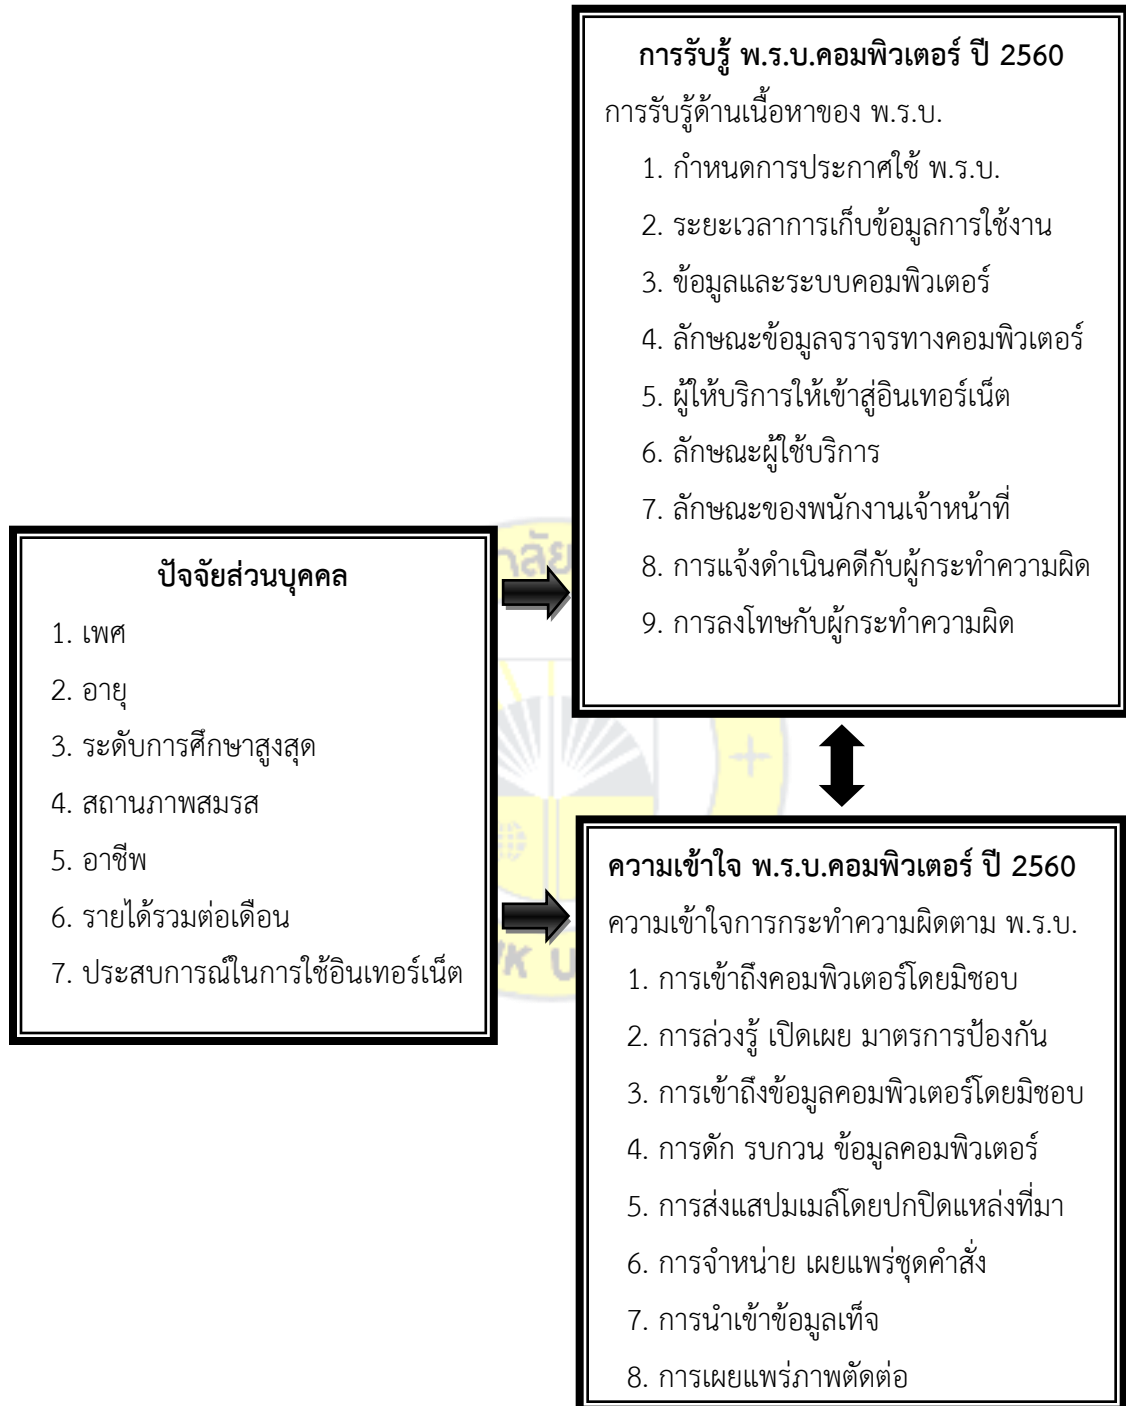 การรับรู้ พ.ร.บ.คอมพิวเตอร์ ปี 2560
การรับรู้ด้านเนื้อหาของ พ.ร.บ.
1. กำหนดการประกาศใช้ พ.ร.บ.
2. ระยะเวลาการเก็บข้อมูลการใช้งาน
3. ข้อมูลและระบบคอมพิวเตอร์
4. ลักษณะข้อมูลจราจรทางคอมพิวเตอร์
5. ผู้ให้บริการให้เข้าสู่อินเทอร์เน็ต
6. ลักษณะผู้ใช้บริการ
7. ลักษณะของพนักงานเจ้าหน้าที่
8. การแจ้งดำเนินคดีกับผู้กระทำความผิด
9. การลงโทษกับผู้กระทำความผิด
ปัจจัยส่วนบุคคล
1. เพศ
2. อายุ
3. ระดับการศึกษาสูงสุด
4. สถานภาพสมรส
5. อาชีพ
6. รายได้รวมต่อเดือน
7. ประสบการณ์ในการใช้อินเทอร์เน็ต
ความเข้าใจ พ.ร.บ.คอมพิวเตอร์ ปี 2560
ความเข้าใจการกระทำความผิดตาม พ.ร.บ.
1. การเข้าถึงคอมพิวเตอร์โดยมิชอบ
2. การล่วงรู้ เปิดเผย มาตรการป้องกัน
3. การเข้าถึงข้อมูลคอมพิวเตอร์โดยมิชอบ
4. การดัก รบกวน ข้อมูลคอมพิวเตอร์
5. การส่งแสปมเมล์โดยปกปิดแหล่งที่มา
6. การจำหน่าย เผยแพร่ชุดคำสั่ง
7. การนำเข้าข้อมูลเท็จ
8. การเผยแพร่ภาพตัดต่อ